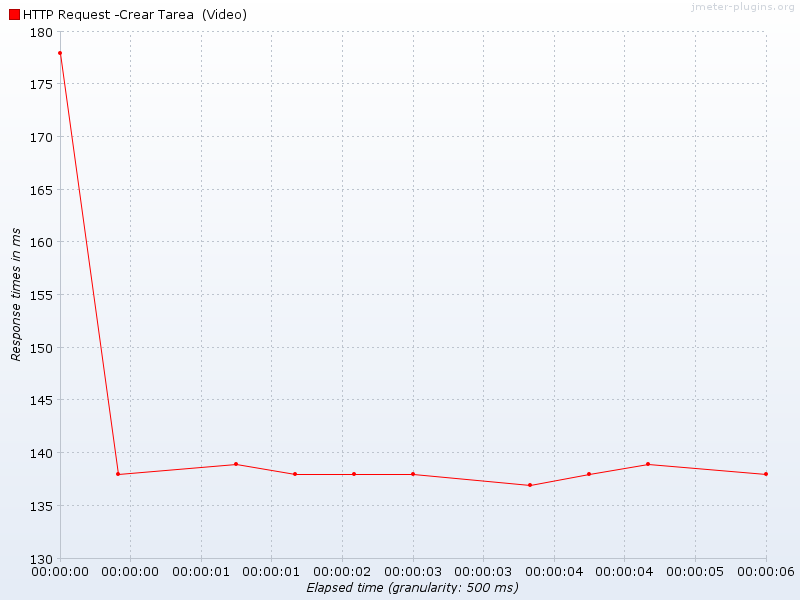 jmeter-plugins.org
HTTP Request -Crear Tarea  (Video)
180
175
170
165
160
155
150
145
140
135
130
Response times in ms
00:00:00 00:00:00 00:00:01 00:00:01 00:00:02 00:00:03 00:00:03 00:00:04 00:00:04 00:00:05 00:00:06
Elapsed time (granularity: 500 ms)